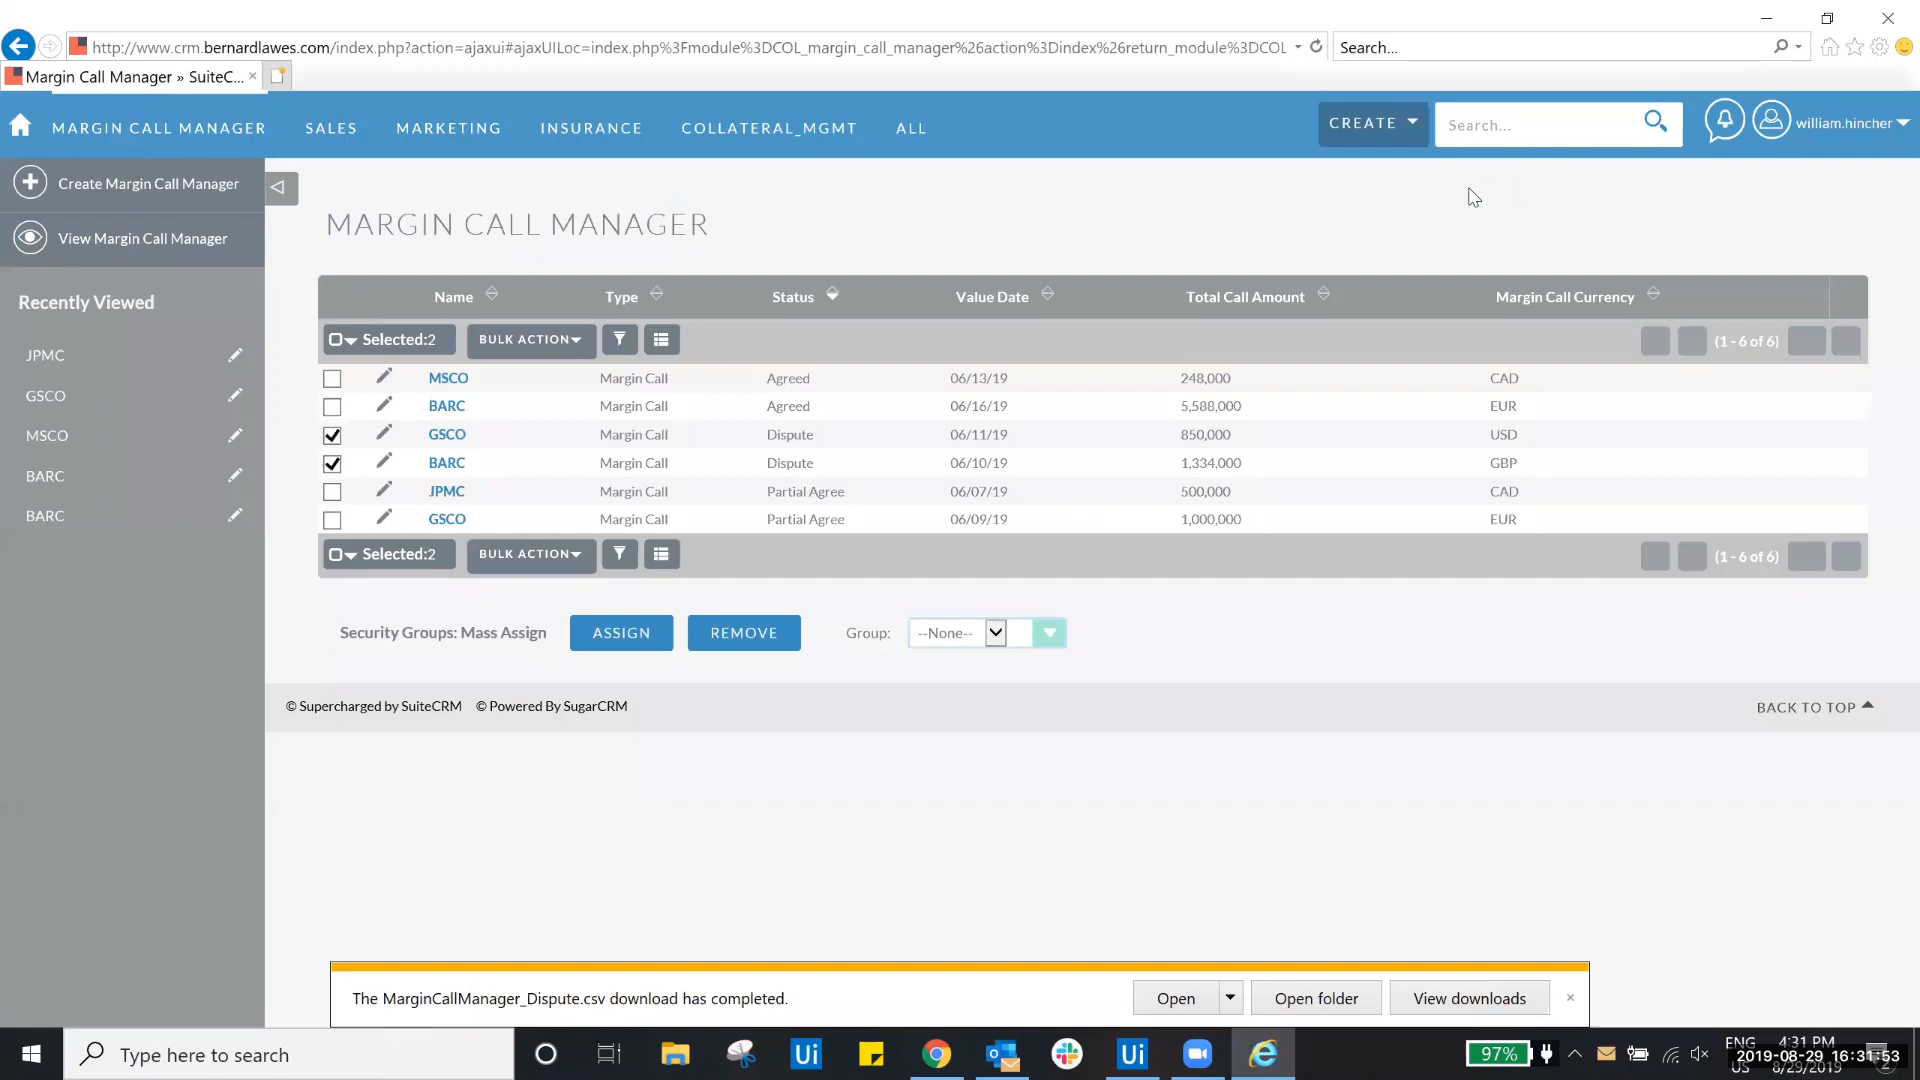 http://www.crm.bernardlawes.com/index.php?action=ajaxui#ajaxUILoc=index.php%3Fmodule%3DCOL_margin_call_manager%26action%3Dindex%26return_module%3DCOL
Search...
Margin Call Manager » SuiteC...
MARGIN CALL MANAGER SALES MARKETING INSURANCE COLLATERAL_MGMT ALL CREATE Search... william.hincher
Create Margin Call Manager
View Margin Call Manager
Recently Viewed
JPMC
GSCO
MSCO
BARC
BARC
MARGIN CALL MANAGER
Name Type Status Value Date Total Call Amount Margin Call Currency
Selected:2 BULK ACTION (1 - 6 of 6)
MSCO Margin Call Agreed 06/13/19 248,000 CAD
BARC Margin Call Agreed 06/16/19 5,588,000 EUR
GSCO Margin Call Dispute 06/11/19 850,000 USD
BARC Margin Call Dispute 06/10/19 1,334,000 GBP
JPMC Margin Call Partial Agree 06/07/19 500,000 CAD
GSCO Margin Call Partial Agree 06/09/19 1,000,000 EUR
Selected:2 BULK ACTION (1 - 6 of 6)
Security Groups: Mass Assign ASSIGN REMOVE Group: --None--
© Supercharged by SuiteCRM © Powered By SugarCRM
BACK TO TOP
The MarginCallManager_Dispute.csv download has completed. Open Open folder View downloads
Type here to search
Ui
Ui
97%
ENG
US
4:31 PM
2019-08-29 16:31:53
8/29/2019
2